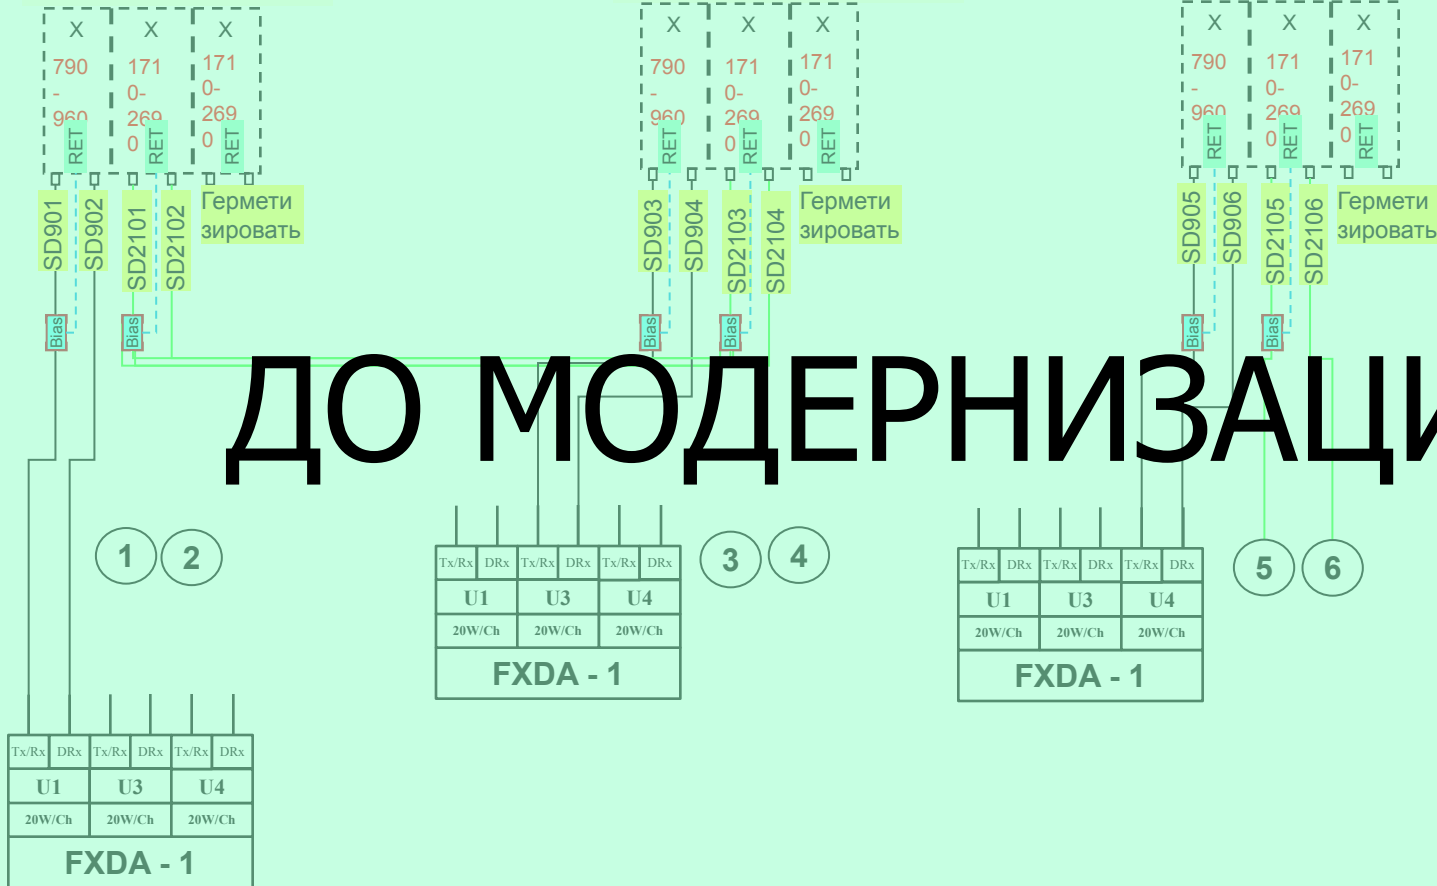 X X X
790
-
960
171
0-
269
0
171
0-
269
0
RET RET RET
SD901 SD902 SD2101 SD2102
Гермети
зировать
Bias Bias
X X X
790
-
960
171
0-
269
0
171
0-
269
0
RET RET RET
SD903 SD904 SD2103 SD2104
Гермети
зировать
Bias Bias
X X X
790
-
960
171
0-
269
0
171
0-
269
0
RET RET RET
SD905 SD906 SD2105 SD2106
Гермети
зировать
Bias Bias
ДО МОДЕРНИЗАЦИ
1 2
3 4
5 6
Tx/Rx DRx Tx/Rx DRx Tx/Rx DRx
U1 U3 U4
20W/Ch 20W/Ch 20W/Ch
FXDA - 1
Tx/Rx DRx Tx/Rx DRx Tx/Rx DRx
U1 U3 U4
20W/Ch 20W/Ch 20W/Ch
FXDA - 1
Tx/Rx DRx Tx/Rx DRx Tx/Rx DRx
U1 U3 U4
20W/Ch 20W/Ch 20W/Ch
FXDA - 1